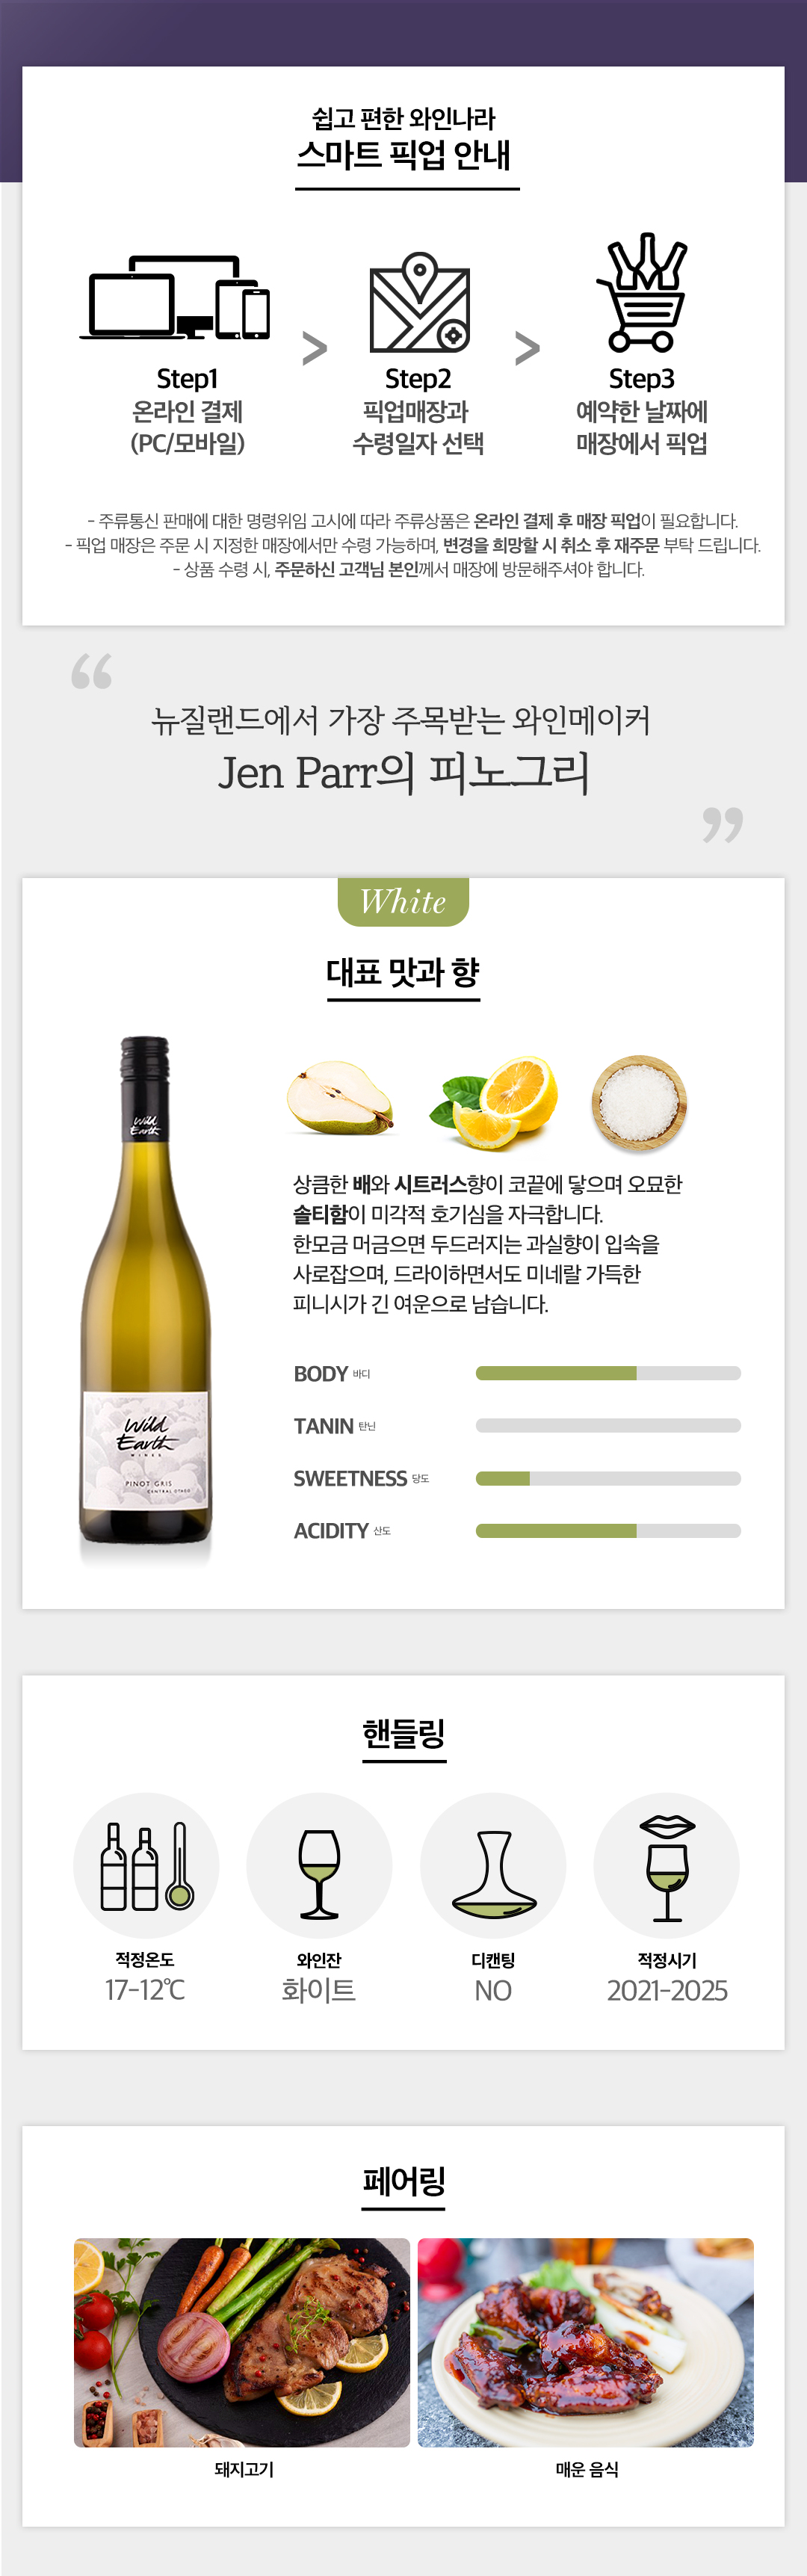 쉽고 편한 와인나라
스마트 픽업 안내
Step1
온라인 결제
(PC/모바일)
>
Step2
픽업매장과
수령일자 선택
>
Step3
예약한 날짜에
매장에서 픽업
- 주류통신 판매에 대한 명령위임 고시에 따라 주류상품은 온라인 결제 후 매장 픽업이 필요합니다.
- 픽업 매장은 주문 시 지정한 매장에서만 수령 가능하며, 변경을 희망할 시 취소 후 재주문 부탁 드립니다.
- 상품 수령 시, 주문하신 고객님 본인께서 매장에 방문해주셔야 합니다.
“
뉴질랜드에서 가장 주목받는 와인메이커
Jen Parr의 피노그리
”
White
대표 맛과 향
Wild
Earth
상큼한 배와 시트러스향이 코끝에 닿으며 오묘한
솔티함이 미각적 호기심을 자극합니다.
한모금 머금으면 두드러지는 과실향이 입속을
사로잡으며, 드라이하면서도 미네랄 가득한
피니시가 긴 여운으로 남습니다.
BODY 바디
TANIN 탄닌
SWEETNESS 당도
ACIDITY 산도
Wild
Earth
WINES
PINOT GRIS
CENTRAL OTAGO
핸들링
적정온도
17-12℃
와인잔
화이트
디캔팅
NO
적정시기
2021-2025
페어링
돼지고기
매운 음식